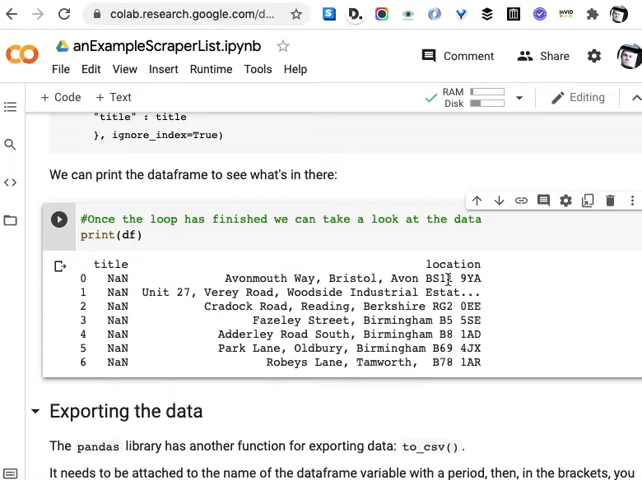 colab.research.google.com/d...
anExampleScraperList.ipynb
Comment
Share
File Edit View Insert Runtime Tools Help
+ Code + Text
RAM
Disk
Editing
"title" : title
}, ignore_index=True)
We can print the dataframe to see what's in there:
#Once the loop has finished we can take a look at the data
print(df)
title location
0 NaN Avonmouth Way, Bristol, Avon BS11 9YA
1 NaN Unit 27, Verey Road, Woodside Industrial Estat...
2 NaN Cradock Road, Reading, Berkshire RG2 0EE
3 NaN Fazeley Street, Birmingham B5 5SE
4 NaN Adderley Road South, Birmingham B8 1AD
5 NaN Park Lane, Oldbury, Birmingham B69 4JX
6 NaN Robeys Lane, Tamworth, B78 1AR
Exporting the data
The pandas library has another function for exporting data: to_csv().
It needs to be attached to the name of the dataframe variable with a period, then, in the brackets, you